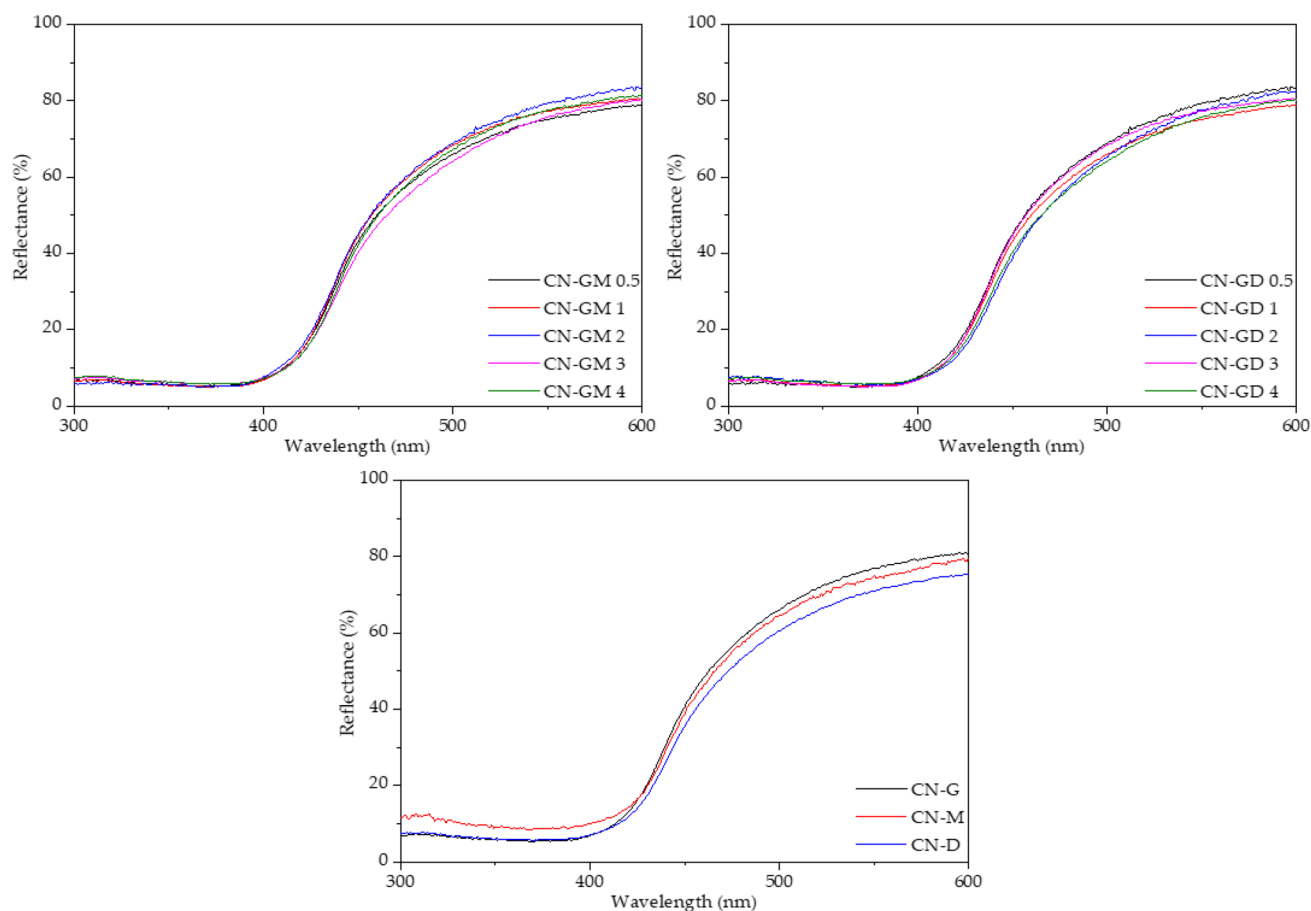 100
80
60
40
20
0
Reflectance (%)
CN-GM 0.5
CN-GM 1
CN-GM 2
CN-GM 3
CN-GM 4
300
400
500
600
Wavelength (nm)
100
80
60
40
20
0
Reflectance (%)
CN-GD 0.5
CN-GD 1
CN-GD 2
CN-GD 3
CN-GD 4
300
400
500
600
Wavelength (nm)
100
80
60
40
20
0
Reflectance (%)
CN-G
CN-M
CN-D
300
400
500
600
Wavelength (nm)